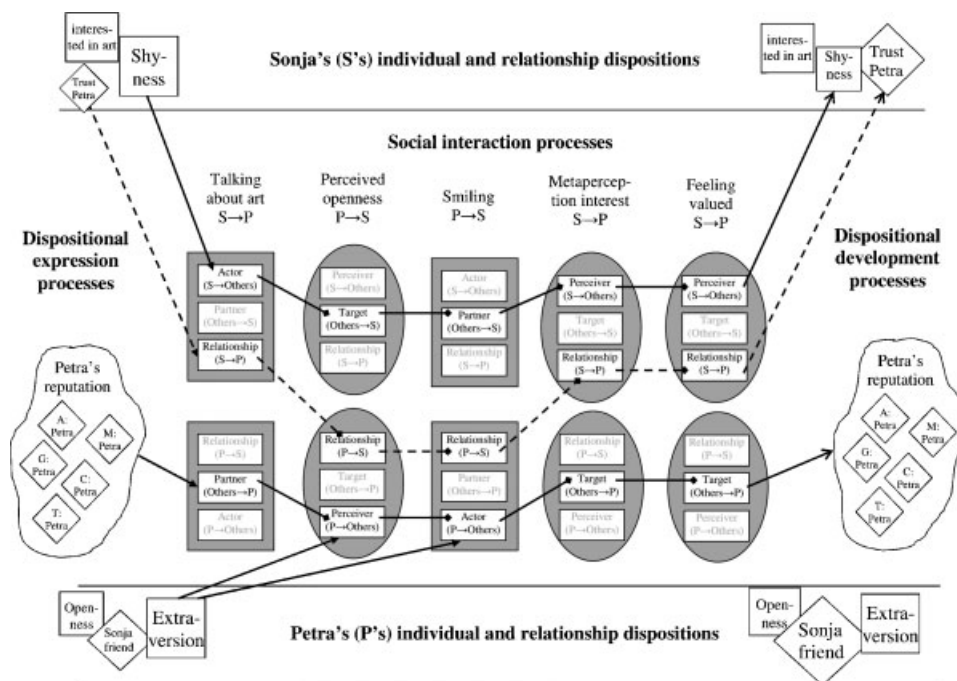 interes-
ted in art
Shy-
ness
Trust
Petra
Sonja's (S's) individual and relationship dispositions
interes-
ted in art
Shy-
ness
Trust
Petra
Social interaction processes
Talking
about art
S→P
Perceived
openness
P→S
Smiling
P→S
Metapercep-
tion interest
S→P
Feeling
valued
S→P
Dispositional
expression
processes
Dispositional
development
processes
Actor
(S→Others)
Partner
(Others→S)
Relationship
(S→P)
Perceiver
(S→Others)
Target
(Others→S)
Relationship
(S→P)
Actor
(S→Others)
Partner
(Others→S)
Relationship
(S→P)
Perceiver
(S→Others)
Target
(Others→S)
Relationship
(S→P)
Perceiver
(S→Others)
Target
(Others→S)
Relationship
(S→P)
Petra's
reputation
A:
Petra
M:
Petra
G:
Petra
C:
Petra
T:
Petra
Relationship
(P→S)
Partner
(Others→P)
Actor
(P→Others)
Relationship
(P→S)
Target
(Others→P)
Perceiver
(P→Others)
Relationship
(P→S)
Partner
(Others→P)
Actor
(P→Others)
Relationship
(P→S)
Target
(Others→P)
Perceiver
(P→Others)
Relationship
(P→S)
Target
(Others→P)
Perceiver
(P→Others)
Petra's
reputation
A:
Petra
M:
Petra
G:
Petra
C:
Petra
T:
Petra
Open-
ness
Sonja
friend
Extra-
version
Petra's (P's) individual and relationship dispositions
Open-
ness
Sonja
friend
Extra-
version